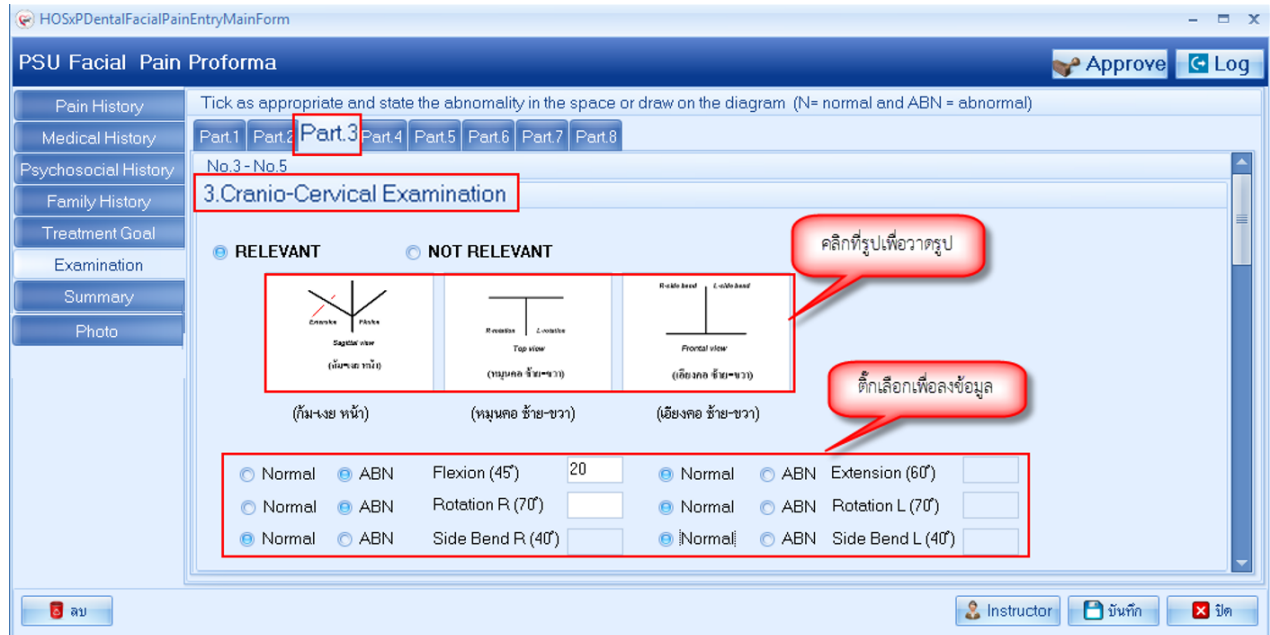 HOSxPDentalFacialPainEntryMainForm
PSU Facial Pain Proforma
Approve
Log
Pain History
Medical History
Psychosocial History
Family History
Treatment Goal
Examination
Summary
Photo
Tick as appropriate and state the abnomality in the space or draw on the diagram (N= normal and ABN = abnormal)
Part.1 Part.2 Part.3 Part.4 Part.5 Part.6 Part.7 Part.8
No.3 - No.5
3.Cranio-Cervical Examination
RELEVANT NOT RELEVANT
คลิกที่รูปเพื่อวาดรูป
Extension Flexion
Sagittal view
(ก้ม-เงย หน้า)
R-rotation L-rotation
Top view
(หมุนคอ ซ้าย-ขวา)
R-side bend L-side bend
Frontal view
(เอียงคอ ซ้าย-ขวา)
(ก้ม-เงย หน้า) (หมุนคอ ซ้าย-ขวา) (เอียงคอ ซ้าย-ขวา)
ติ๊กเลือกเพื่อลงข้อมูล
Normal ABN Flexion (45°) 20 Normal ABN Extension (60°)
Normal ABN Rotation R (70°) Normal ABN Rotation L (70°)
Normal ABN Side Bend R (40°) Normal ABN Side Bend L (40°)
ลบ Instructor บันทึก ปิด